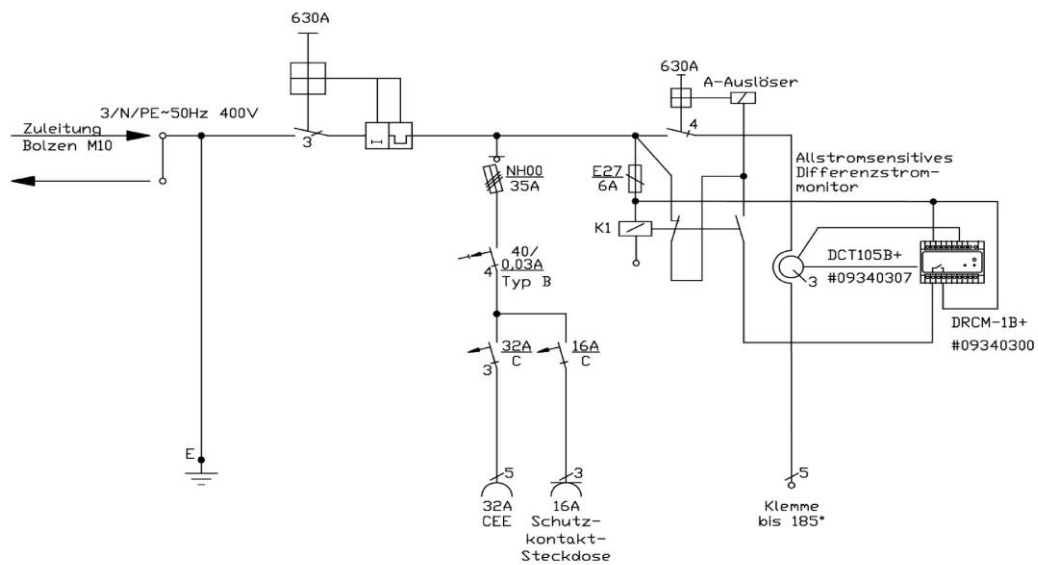 630A
3/N/PE~50Hz 400V
Zuleitung
Bolzen M10
3
630A
A-Auslöser
4
NH00
35A
E27
6A
Allstromsensitives
Differenzstrom-
monitor
K1
40/
0,03A
4
Typ B
DCT105B+
3
#09340307
DRCM-1B+
#09340300
32A
C
3
16A
C
E
5
32A
CEE
3
16A
Schutz-
kontakt-
Steckdose
5
Klemme
bis 185°